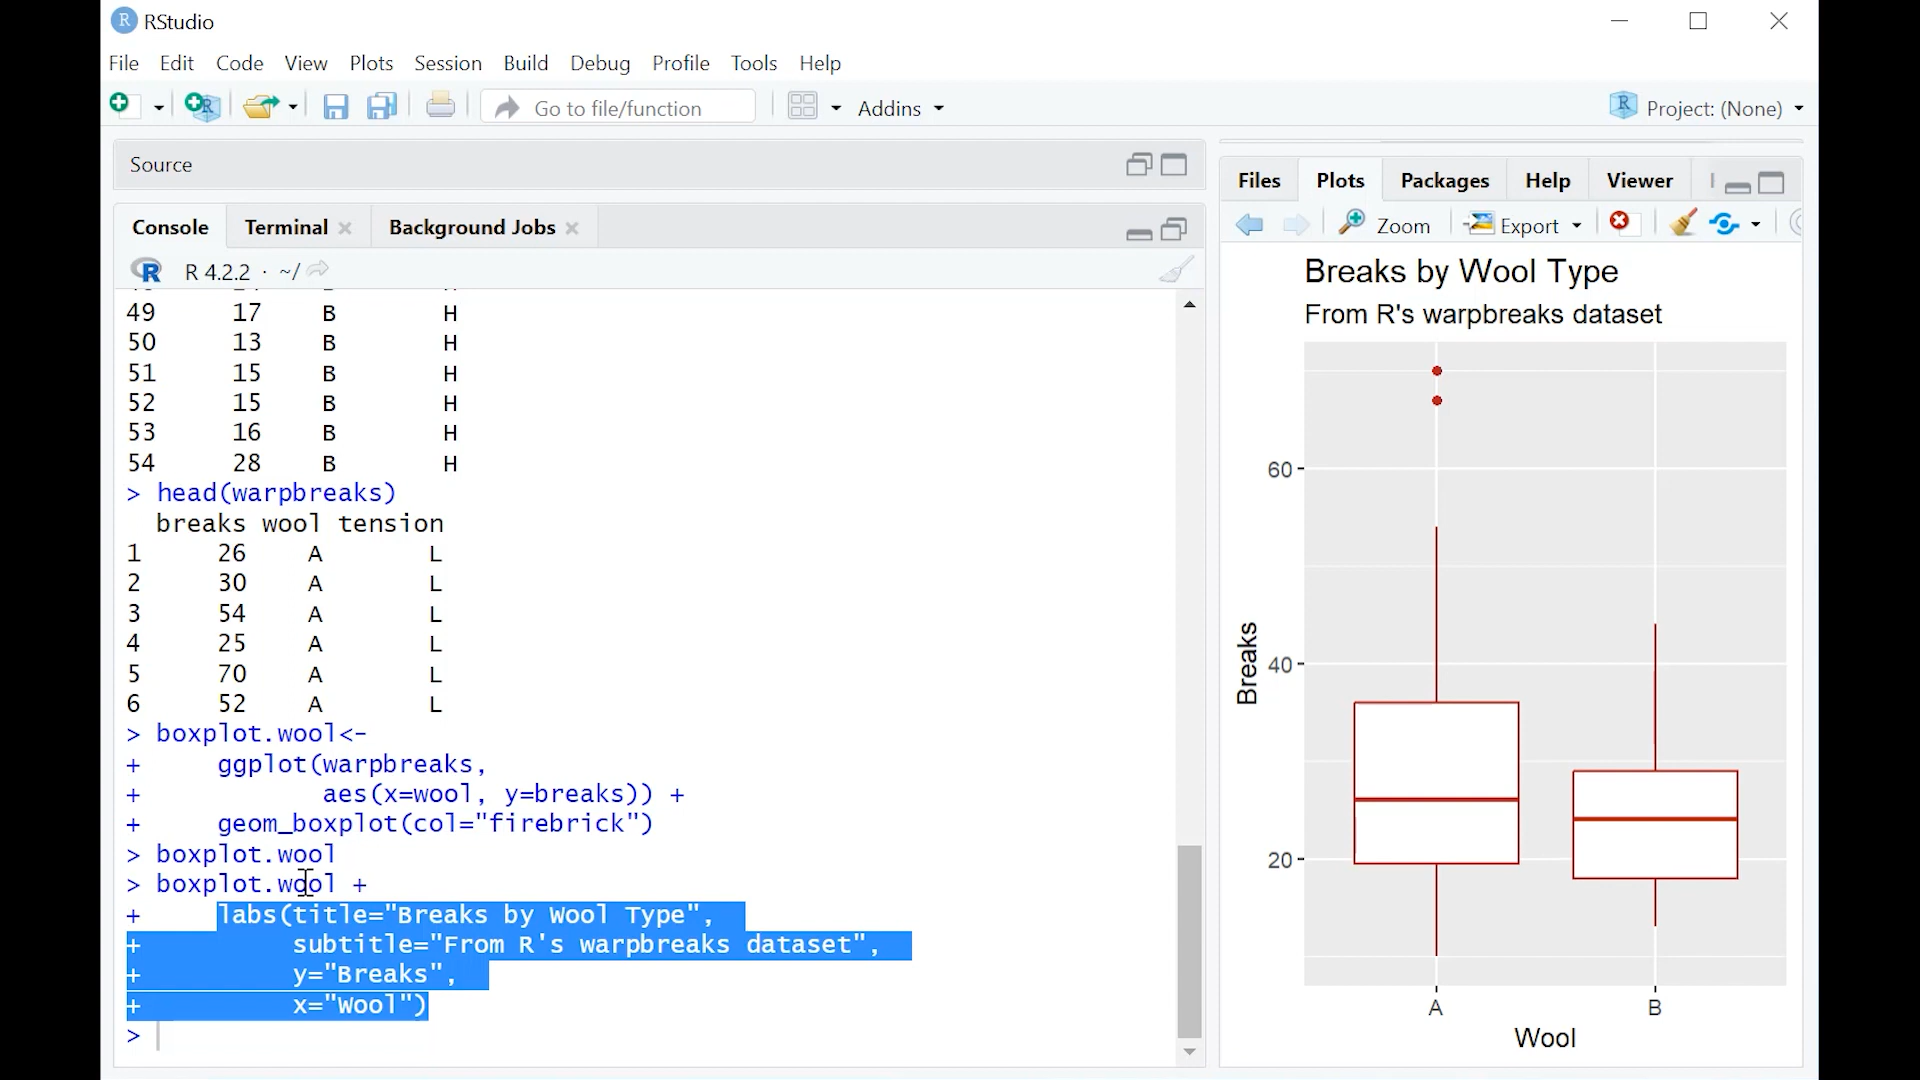 RStudio
File Edit Code View Plots Session Build Debug Profile Tools Help
Go to file/function Addins Project: (None)
Source
Console Terminal Background Jobs
R 4.2.2 · ~/
49 17 B H
50 13 B H
51 15 B H
52 15 B H
53 16 B H
54 28 B H
> head(warpbreaks)
breaks wool tension
1 26 A L
2 30 A L
3 54 A L
4 25 A L
5 70 A L
6 52 A L
> boxplot.wool<-
+ ggplot(warpbreaks,
+ aes(x=wool, y=breaks)) +
+ geom_boxplot(col="firebrick")
> boxplot.wool
> boxplot.wool +
+ labs(title="Breaks by Wool Type",
+ subtitle="From R's warpbreaks dataset",
+ y="Breaks",
+ x="Wool")
>
Files Plots Packages Help Viewer
Zoom Export
Breaks by Wool Type
From R's warpbreaks dataset
60
40
20
Breaks
A B
Wool